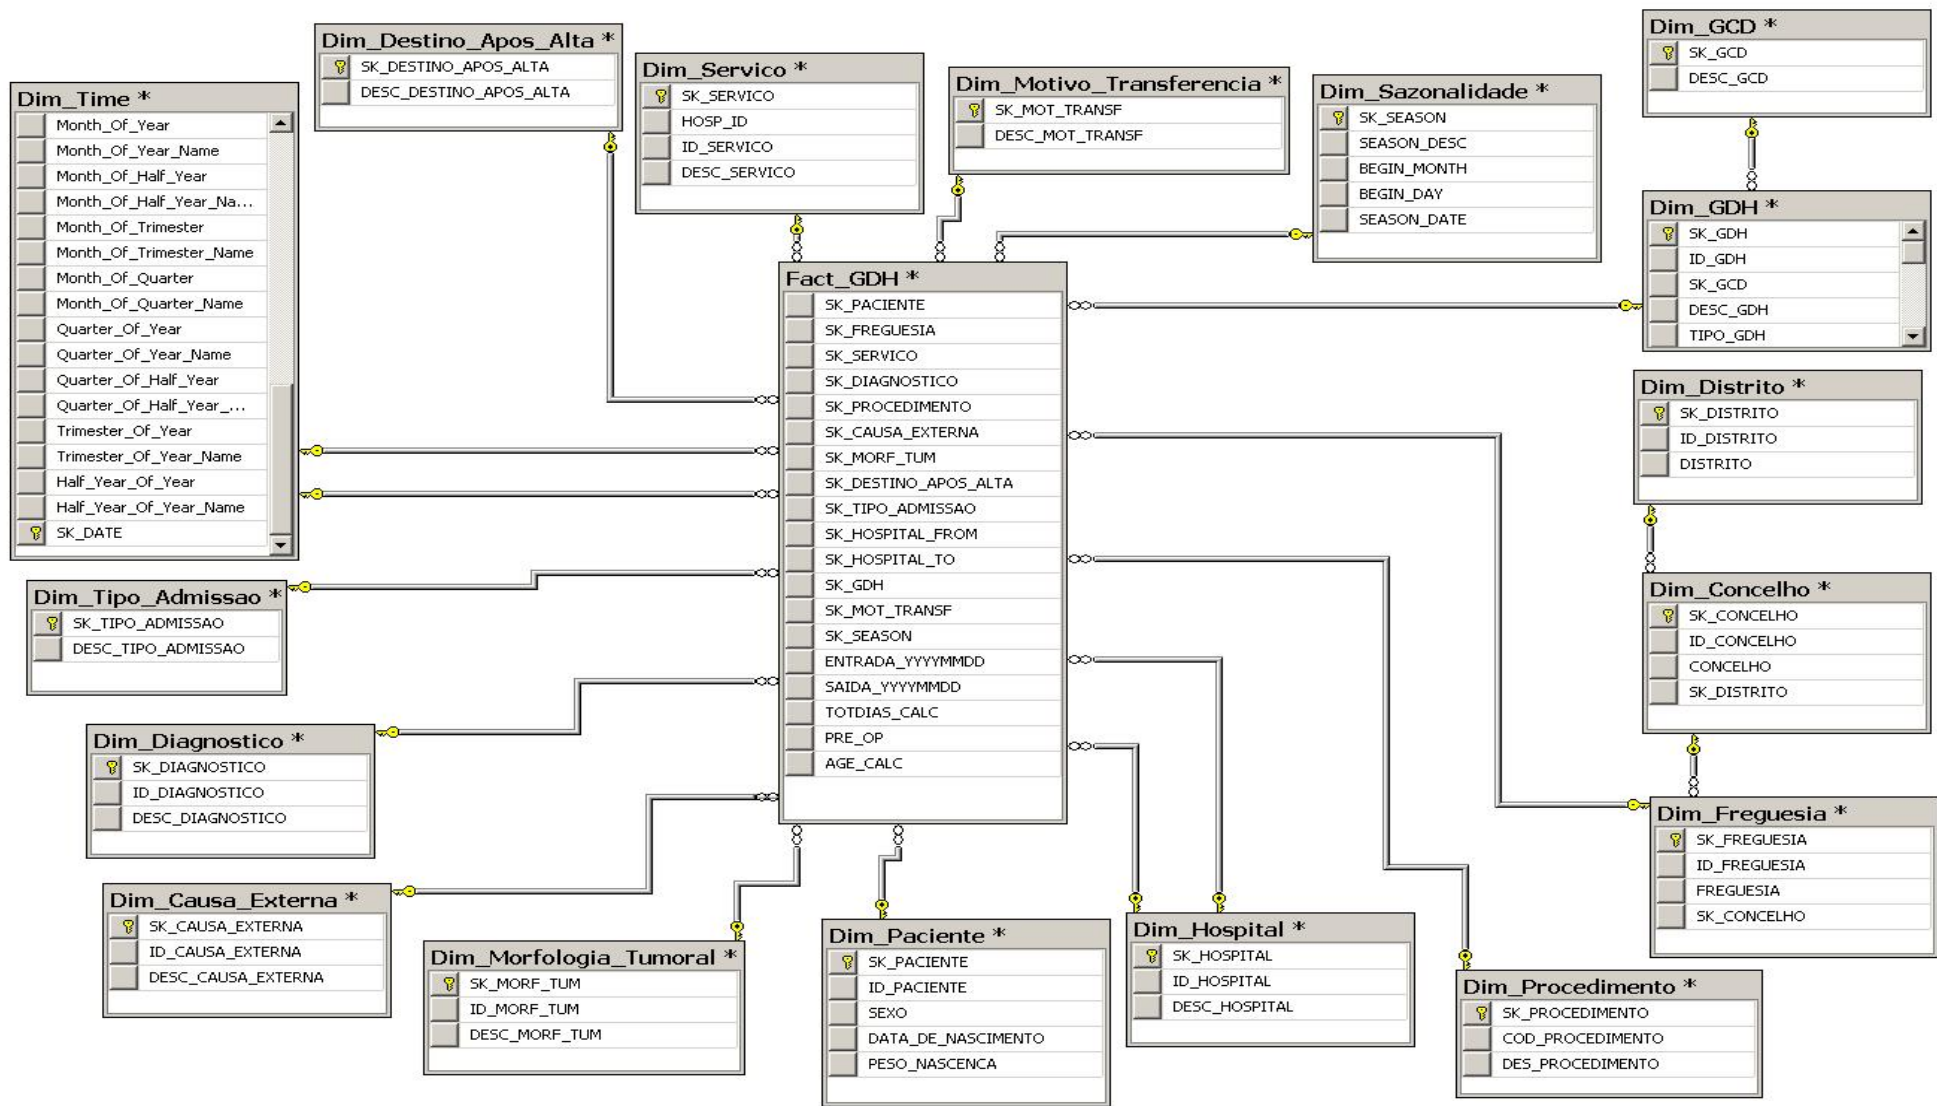 Dim_Time *
Month_Of_Year
Month_Of_Year_Name
Month_Of_Half_Year
Month_Of_Half_Year_Na...
Month_Of_Trimester
Month_Of_Trimester_Name
Month_Of_Quarter
Month_Of_Quarter_Name
Quarter_Of_Year
Quarter_Of_Year_Name
Quarter_Of_Half_Year
Quarter_Of_Half_Year_...
Trimester_Of_Year
Trimester_Of_Year_Name
Half_Year_Of_Year
Half_Year_Of_Year_Name
SK_DATE
Dim_Destino_Apos_Alta *
SK_DESTINO_APOS_ALTA
DESC_DESTINO_APOS_ALTA
Dim_Servico *
SK_SERVICO
HOSP_ID
ID_SERVICO
DESC_SERVICO
Dim_Motivo_Transferencia *
SK_MOT_TRANSF
DESC_MOT_TRANSF
Dim_Sazonalidade *
SK_SEASON
SEASON_DESC
BEGIN_MONTH
BEGIN_DAY
SEASON_DATE
Dim_GCD *
SK_GCD
DESC_GCD
Dim_GDH *
SK_GDH
ID_GDH
SK_GCD
DESC_GDH
TIPO_GDH
Fact_GDH *
SK_PACIENTE
SK_FREGUESIA
SK_SERVICO
SK_DIAGNOSTICO
SK_PROCEDIMENTO
SK_CAUSA_EXTERNA
SK_MORF_TUM
SK_DESTINO_APOS_ALTA
SK_TIPO_ADMISSAO
SK_HOSPITAL_FROM
SK_HOSPITAL_TO
SK_GDH
SK_MOT_TRANSF
SK_SEASON
ENTRADA_YYYYMMDD
SAIDA_YYYYMMDD
TOTDIAS_CALC
PRE_OP
AGE_CALC
Dim_Distrito *
SK_DISTRITO
ID_DISTRITO
DISTRITO
Dim_Concelho *
SK_CONCELHO
ID_CONCELHO
CONCELHO
SK_DISTRITO
Dim_Freguesia *
SK_FREGUESIA
ID_FREGUESIA
FREGUESIA
SK_CONCELHO
Dim_Tipo_Admissao *
SK_TIPO_ADMISSAO
DESC_TIPO_ADMISSAO
Dim_Diagnostico *
SK_DIAGNOSTICO
ID_DIAGNOSTICO
DESC_DIAGNOSTICO
Dim_Causa_Externa *
SK_CAUSA_EXTERNA
ID_CAUSA_EXTERNA
DESC_CAUSA_EXTERNA
Dim_Morfologia_Tumoral *
SK_MORF_TUM
ID_MORF_TUM
DESC_MORF_TUM
Dim_Paciente *
SK_PACIENTE
ID_PACIENTE
SEXO
DATA_DE_NASCIMENTO
PESO_NASCENCA
Dim_Hospital *
SK_HOSPITAL
ID_HOSPITAL
DESC_HOSPITAL
Dim_Procedimento *
SK_PROCEDIMENTO
COD_PROCEDIMENTO
DES_PROCEDIMENTO